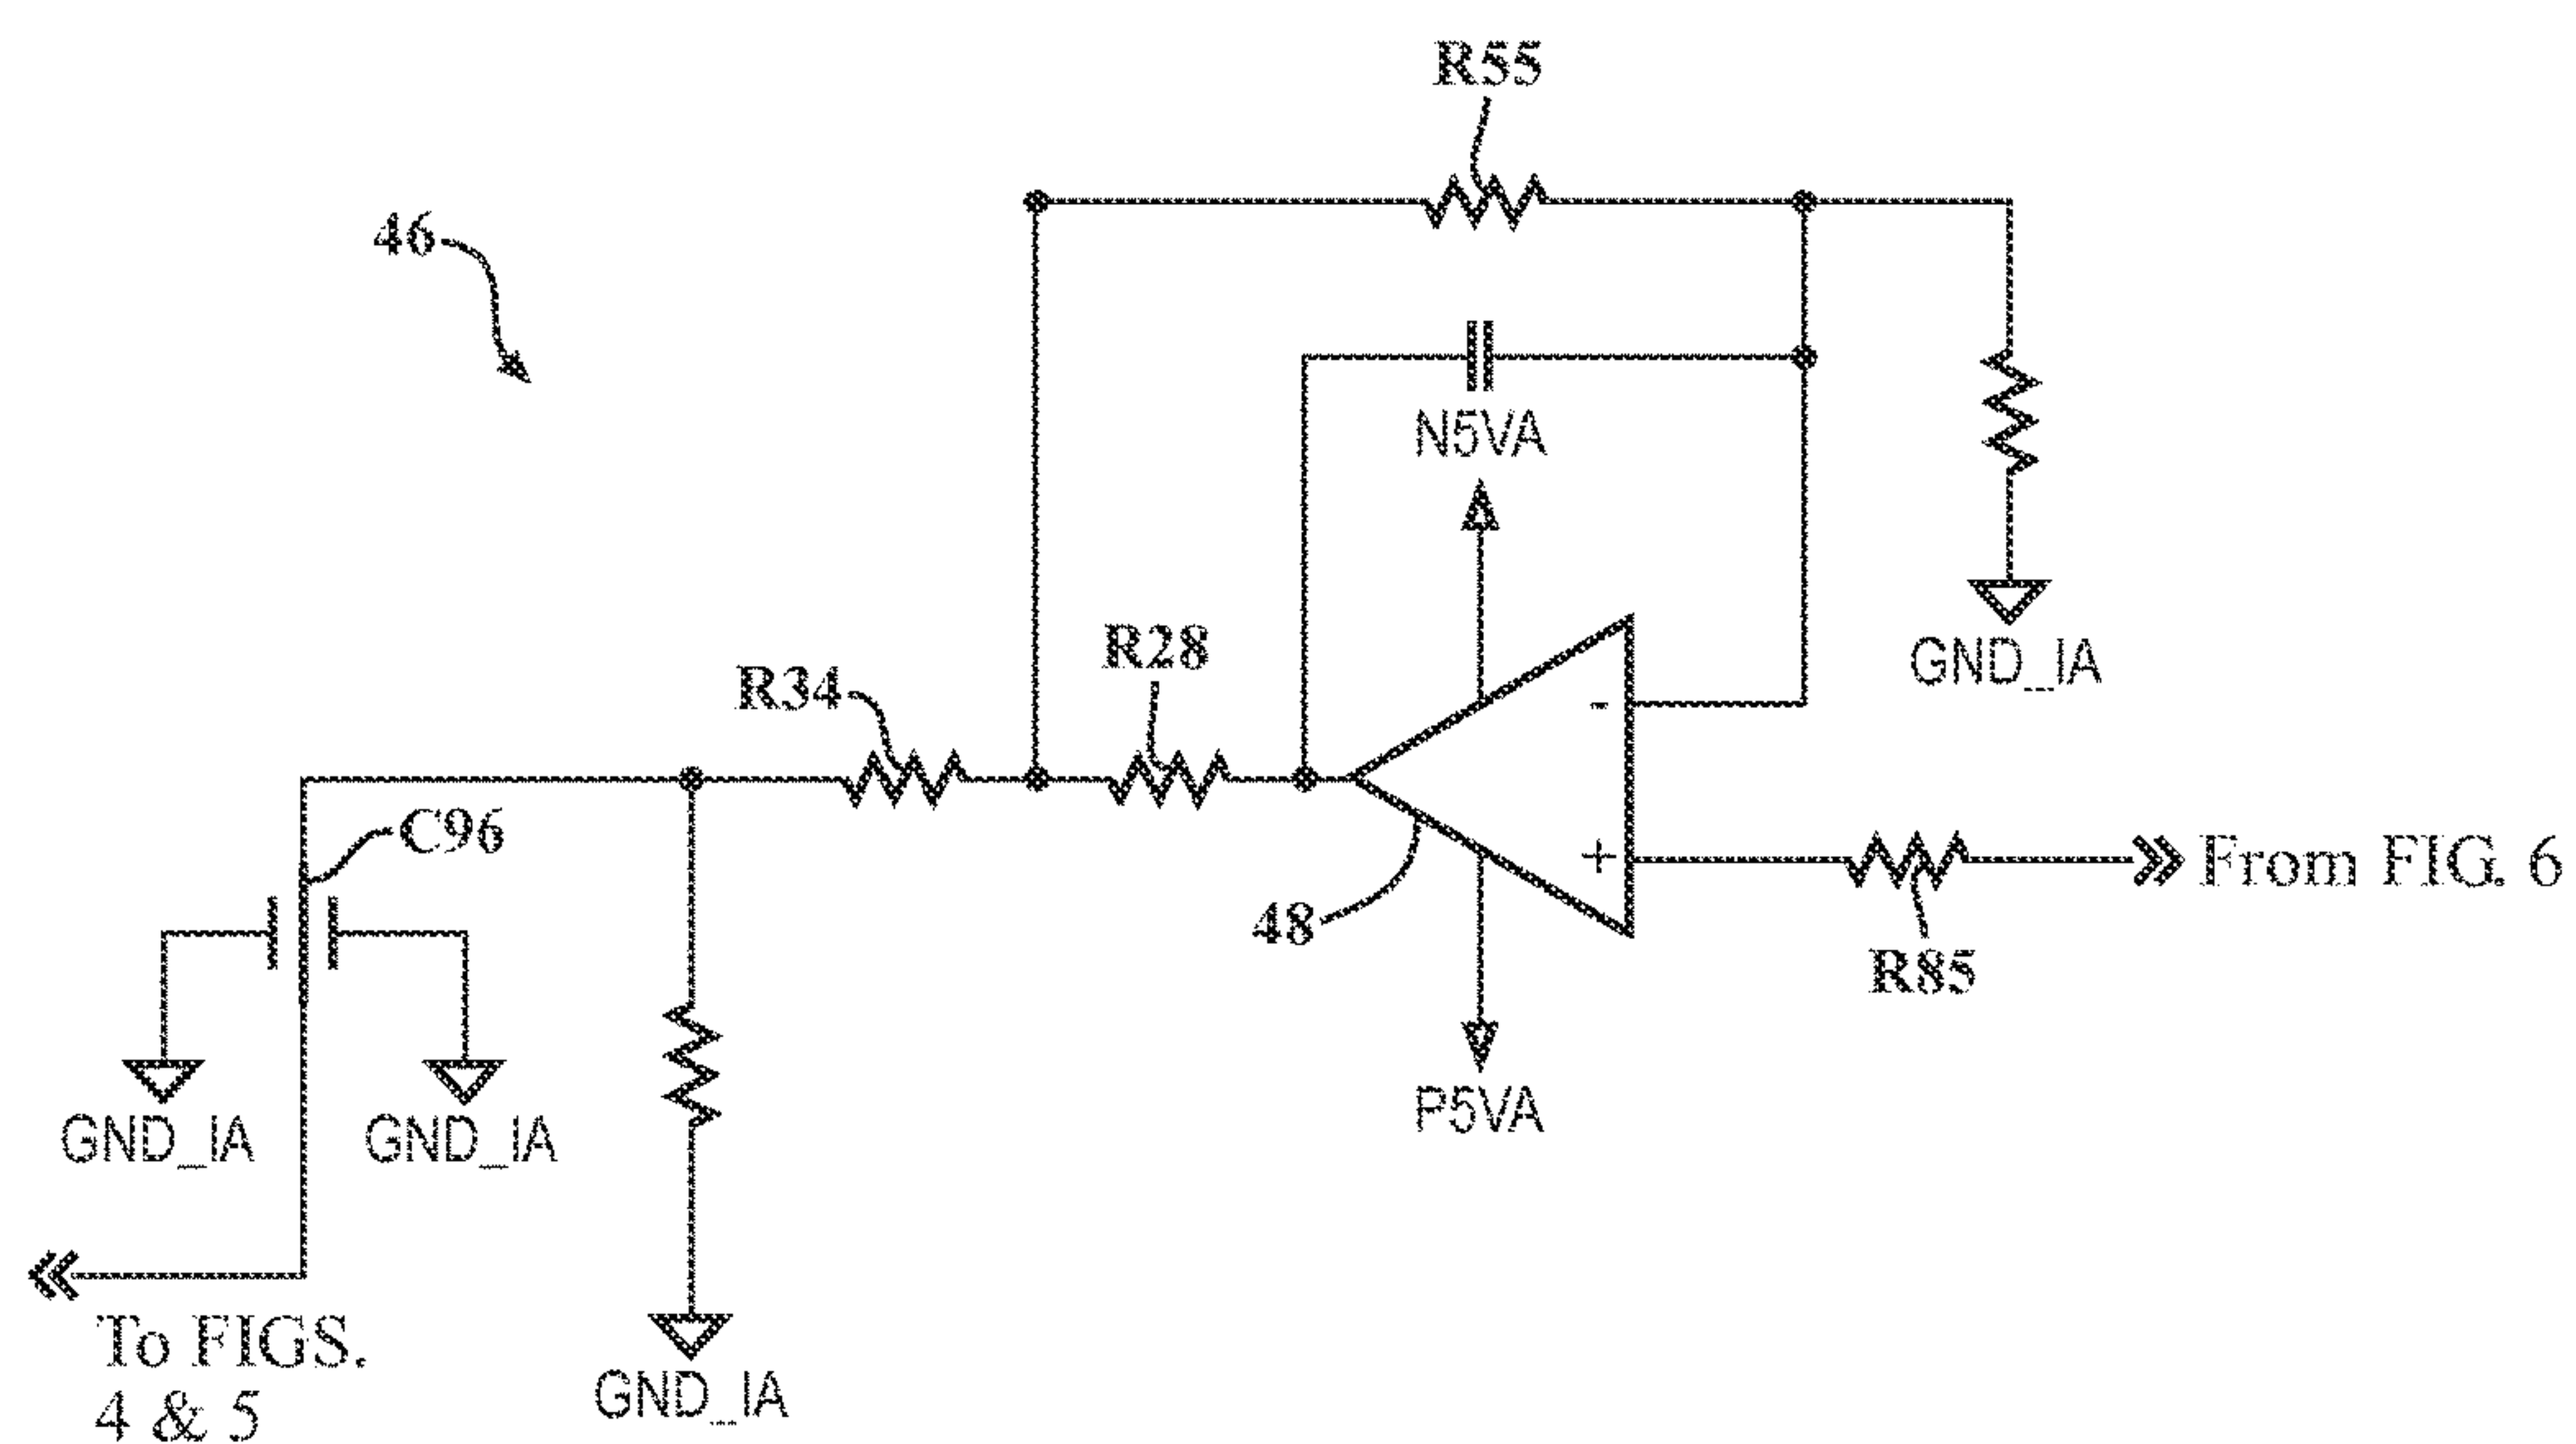 R55
46
N5VA
R28
GND_IA
R34
-
C96
+
From FIG. 6
48
R85
P5VA
GND_IA
GND_IA
To FIGS.
4 & 5
GND_IA